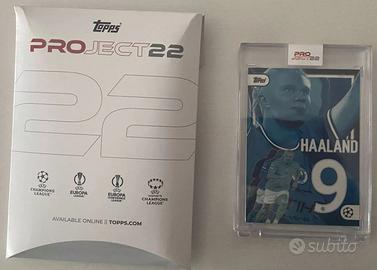 Topps
PROJECT22
22
CHAMPIONS
LEAGUE
EUROPA
LEAGUE
EUROPA
CONFERENCE
LEAGUE
WOMEN'S
CHAMPIONS
LEAGUE
AVAILABLE ONLINE TOPPS.COM
PROJECT22
Topps
HAALAND
9
subito